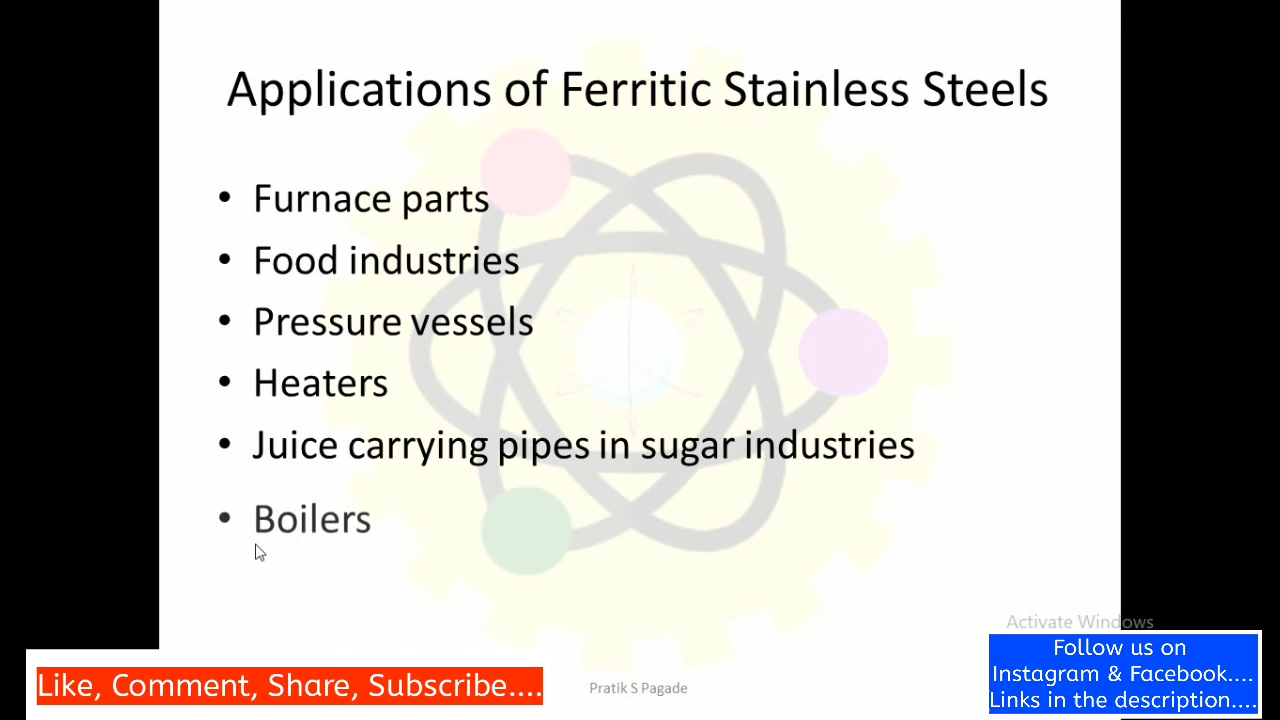 Applications of Ferritic Stainless Steels
• Furnace parts
• Food industries
• Pressure vessels
• Heaters
• Juice carrying pipes in sugar industries
• Boilers
Activate Windows
Like, Comment, Share, Subscribe....
Pratik S Pagade
Follow us on
Instagram & Facebook....
Links in the description....